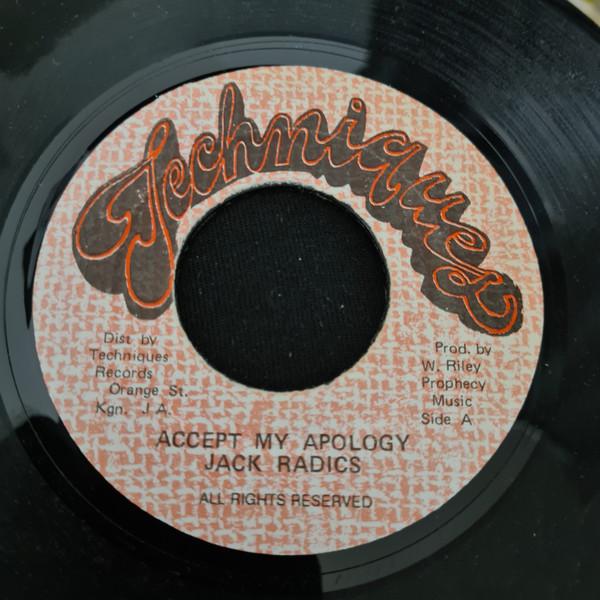 Techniques
Dist by
Techniques
Records
Orange St.
Kgn. J A.
Prod. by
W. Riley
Prophecy
Music
Side A
ACCEPT MY APOLOGY
JACK RADICS
ALL RIGHTS RESERVED